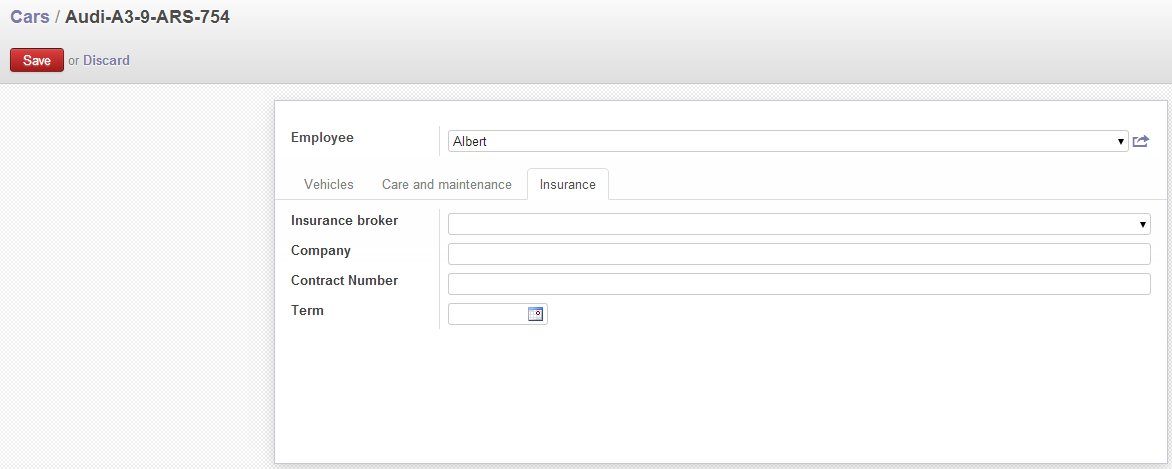 Cars / Audi-A3-9-ARS-754
Save or Discard
Employee Albert
Vehicles Care and maintenance Insurance
Insurance broker
Company
Contract Number
Term